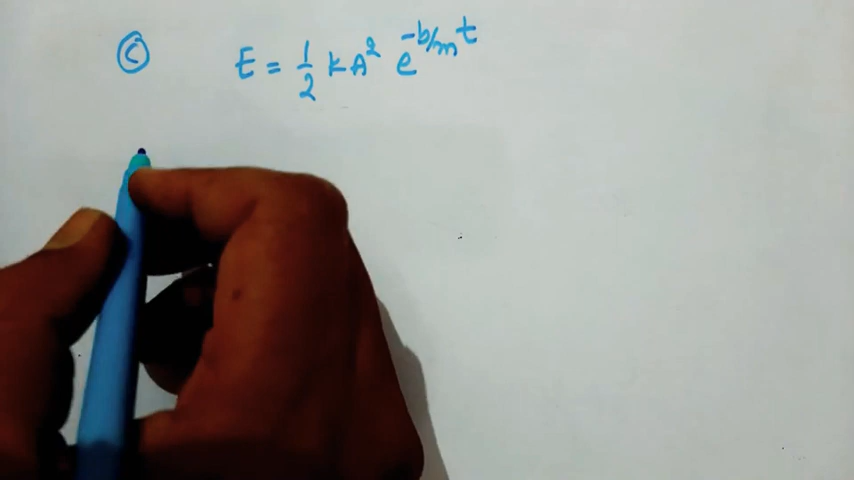 Ⓒ E = 1/2 KA² e^(-b/m t)